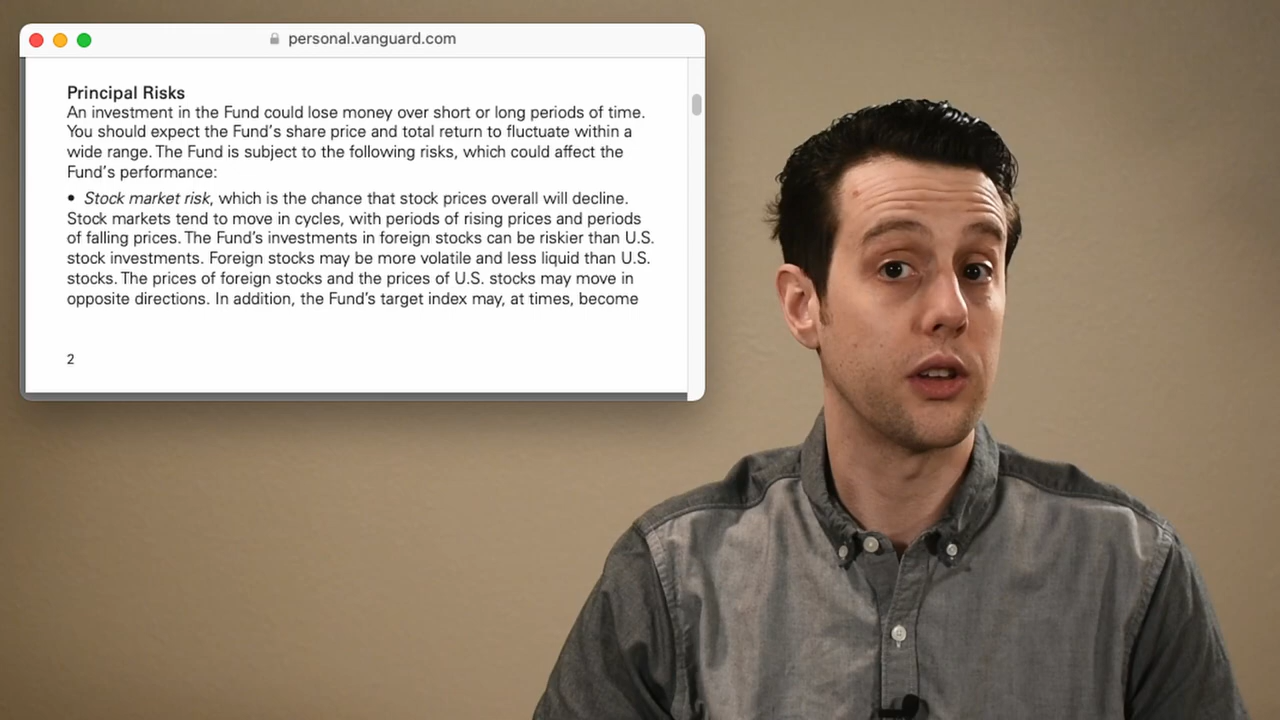 personal.vanguard.com
Principal Risks
An investment in the Fund could lose money over short or long periods of time.
You should expect the Fund's share price and total return to fluctuate within a
wide range. The Fund is subject to the following risks, which could affect the
Fund's performance:
• Stock market risk, which is the chance that stock prices overall will decline.
Stock markets tend to move in cycles, with periods of rising prices and periods
of falling prices. The Fund's investments in foreign stocks can be riskier than U.S.
stock investments. Foreign stocks may be more volatile and less liquid than U.S.
stocks. The prices of foreign stocks and the prices of U.S. stocks may move in
opposite directions. In addition, the Fund's target index may, at times, become
2